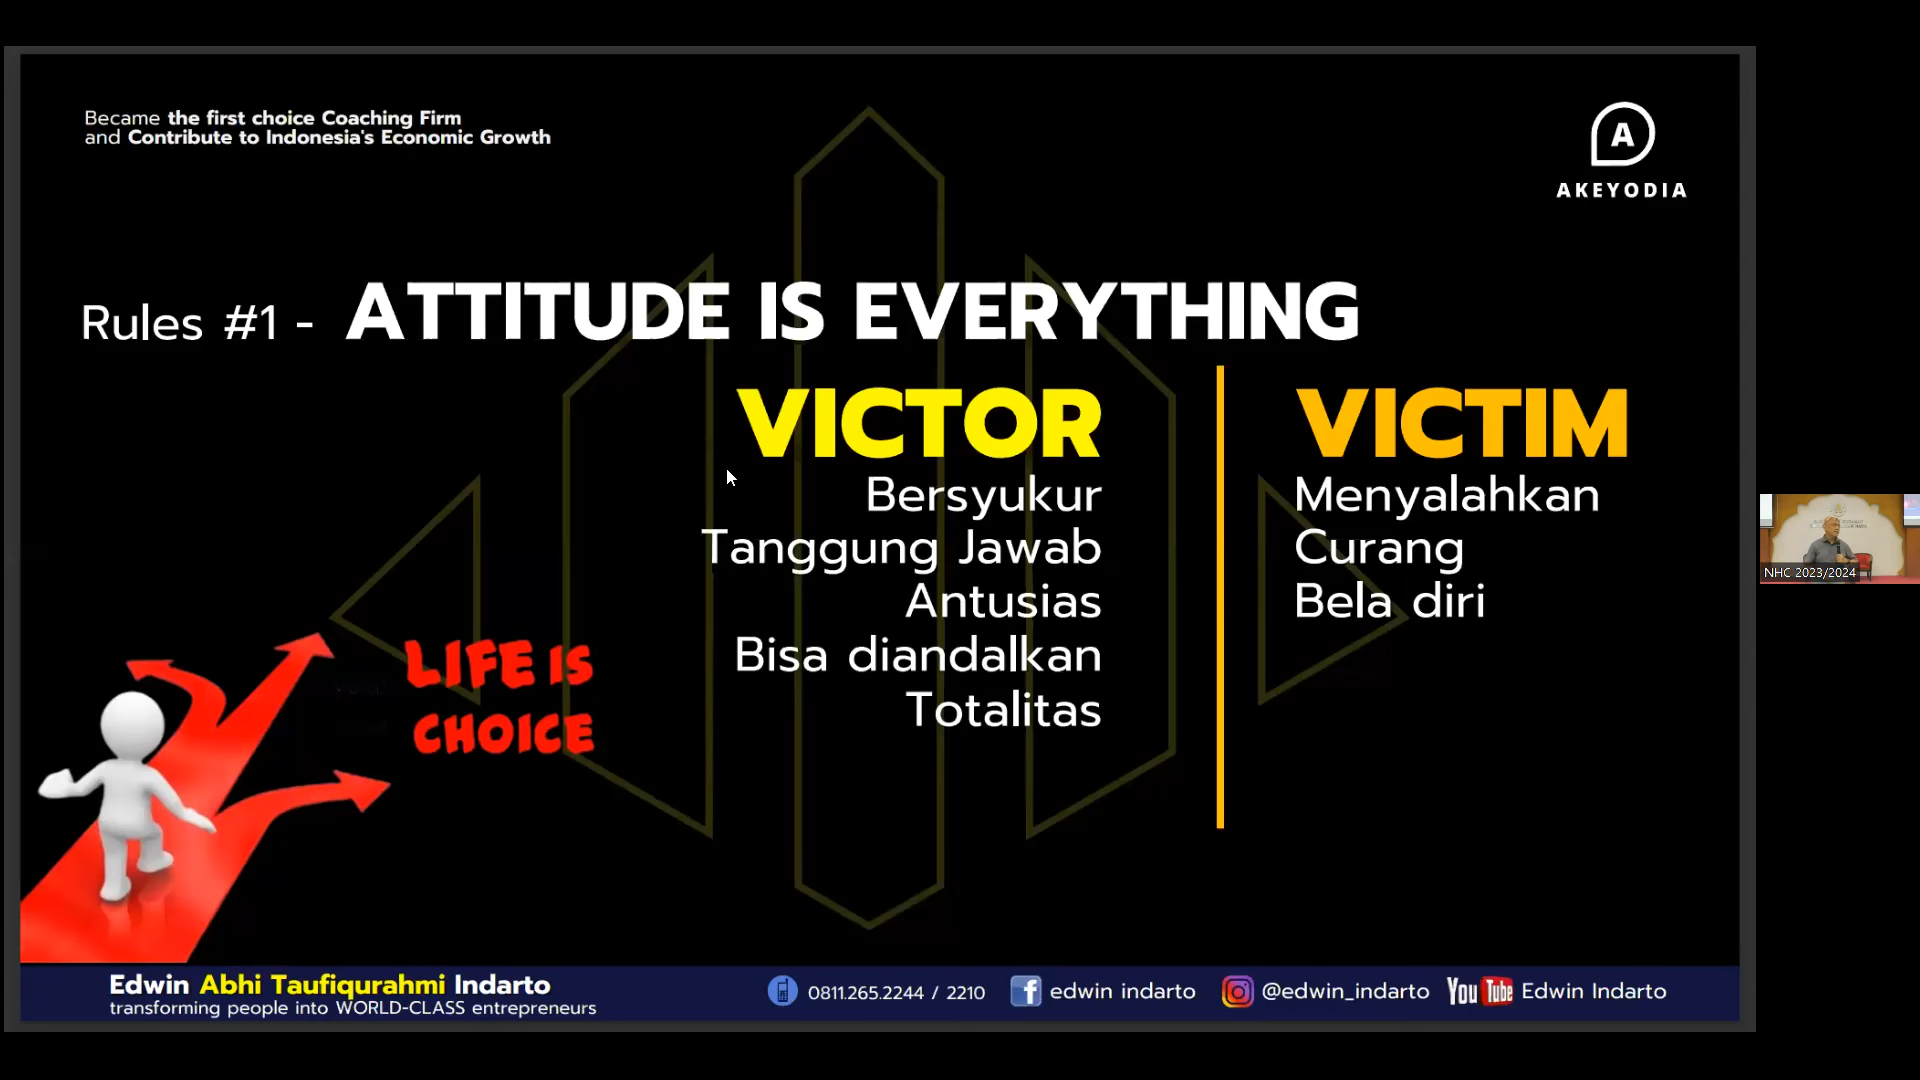 Became the first choice Coaching Firm
and Contribute to Indonesia's Economic Growth
A
AKEYODIA
Rules #1 - ATTITUDE IS EVERYTHING
VICTOR
Bersyukur
Tanggung Jawab
Antusias
Bisa diandalkan
Totalitas
VICTIM
Menyalahkan
Curang
Bela diri
LIFE IS
CHOICE
NHC 2023/2024
Edwin Abhi Taufiqurahmi Indarto
transforming people into WORLD-CLASS entrepreneurs
0811.265.2244 / 2210
f edwin indarto
@edwin_indarto
YouTube Edwin Indarto